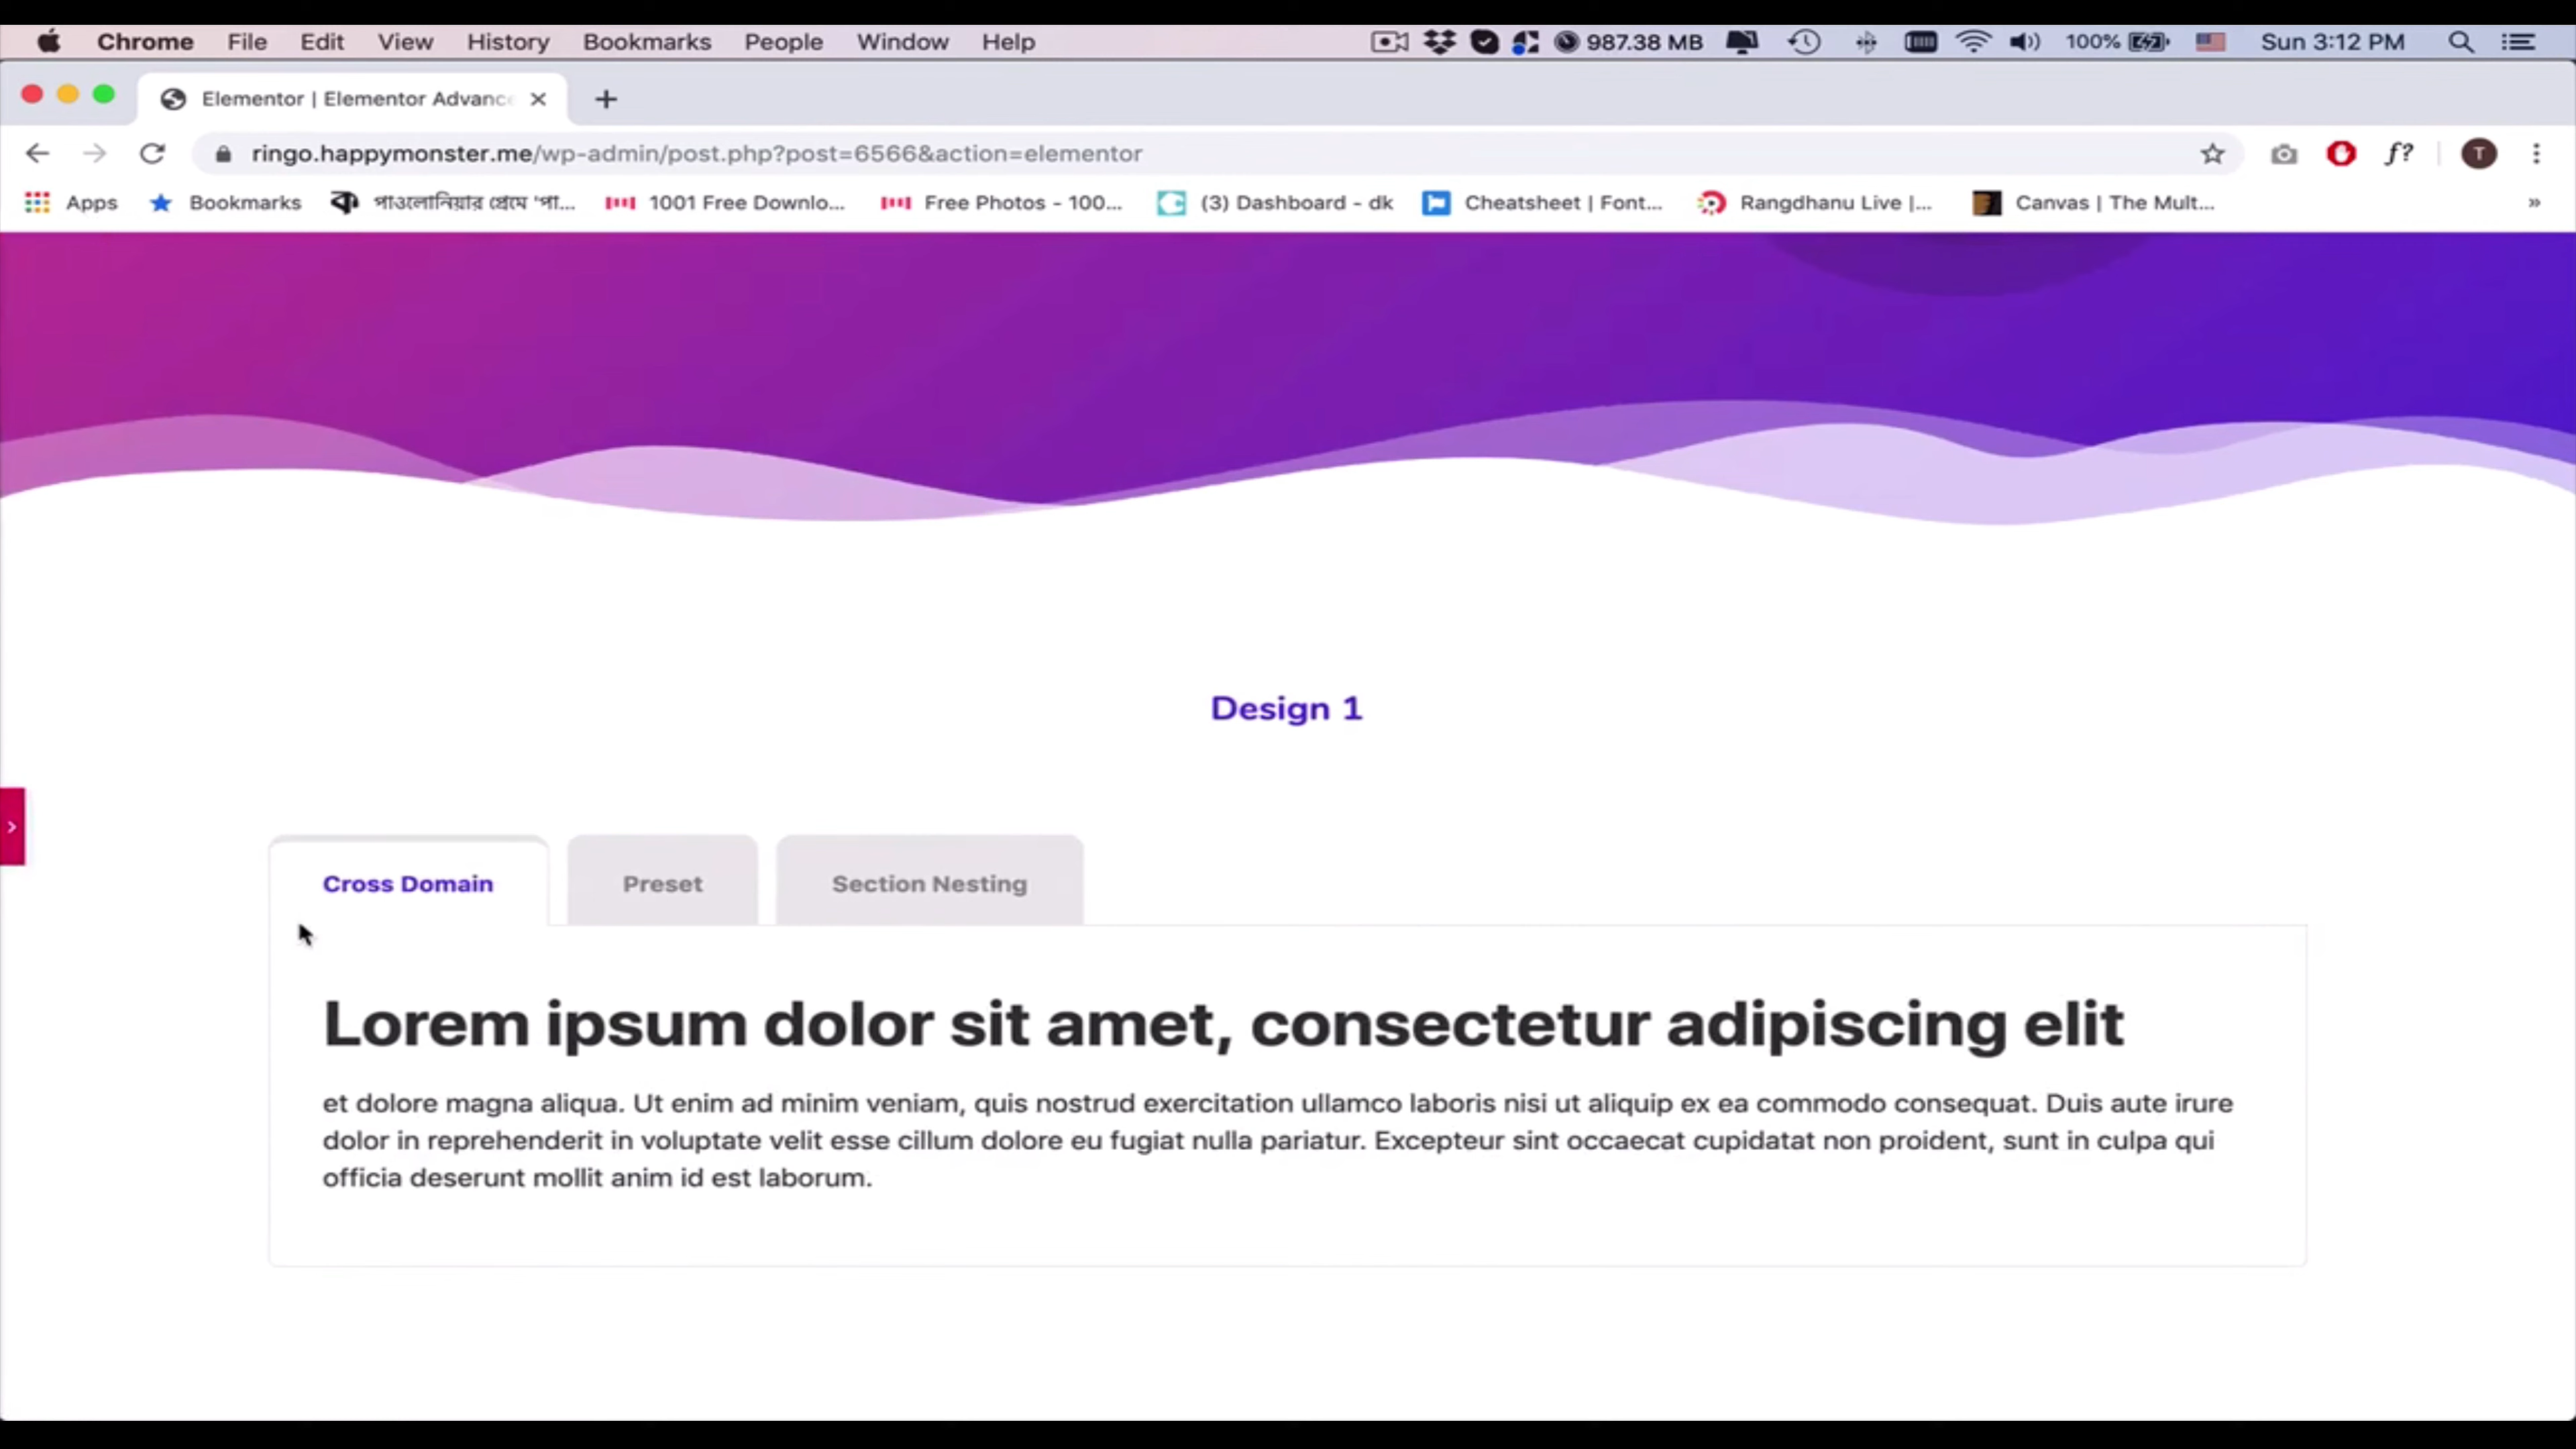 Chrome File Edit View History Bookmarks People Window Help 987.38 MB 100% Sun 3:12 PM
Elementor | Elementor Advanc
ringo.happymonster.me/wp-admin/post.php?post=6566&action=elementor f? T
Apps Bookmarks পাওলোনিয়ার প্রেমে 'পা... 1001 Free Downlo... Free Photos - 100... (3) Dashboard - dk Cheatsheet | Font... Rangdhanu Live |... Canvas | The Mult... »
Design 1
Cross Domain Preset Section Nesting
Lorem ipsum dolor sit amet, consectetur adipiscing elit
et dolore magna aliqua. Ut enim ad minim veniam, quis nostrud exercitation ullamco laboris nisi ut aliquip ex ea commodo consequat. Duis aute irure
dolor in reprehenderit in voluptate velit esse cillum dolore eu fugiat nulla pariatur. Excepteur sint occaecat cupidatat non proident, sunt in culpa qui
officia deserunt mollit anim id est laborum.